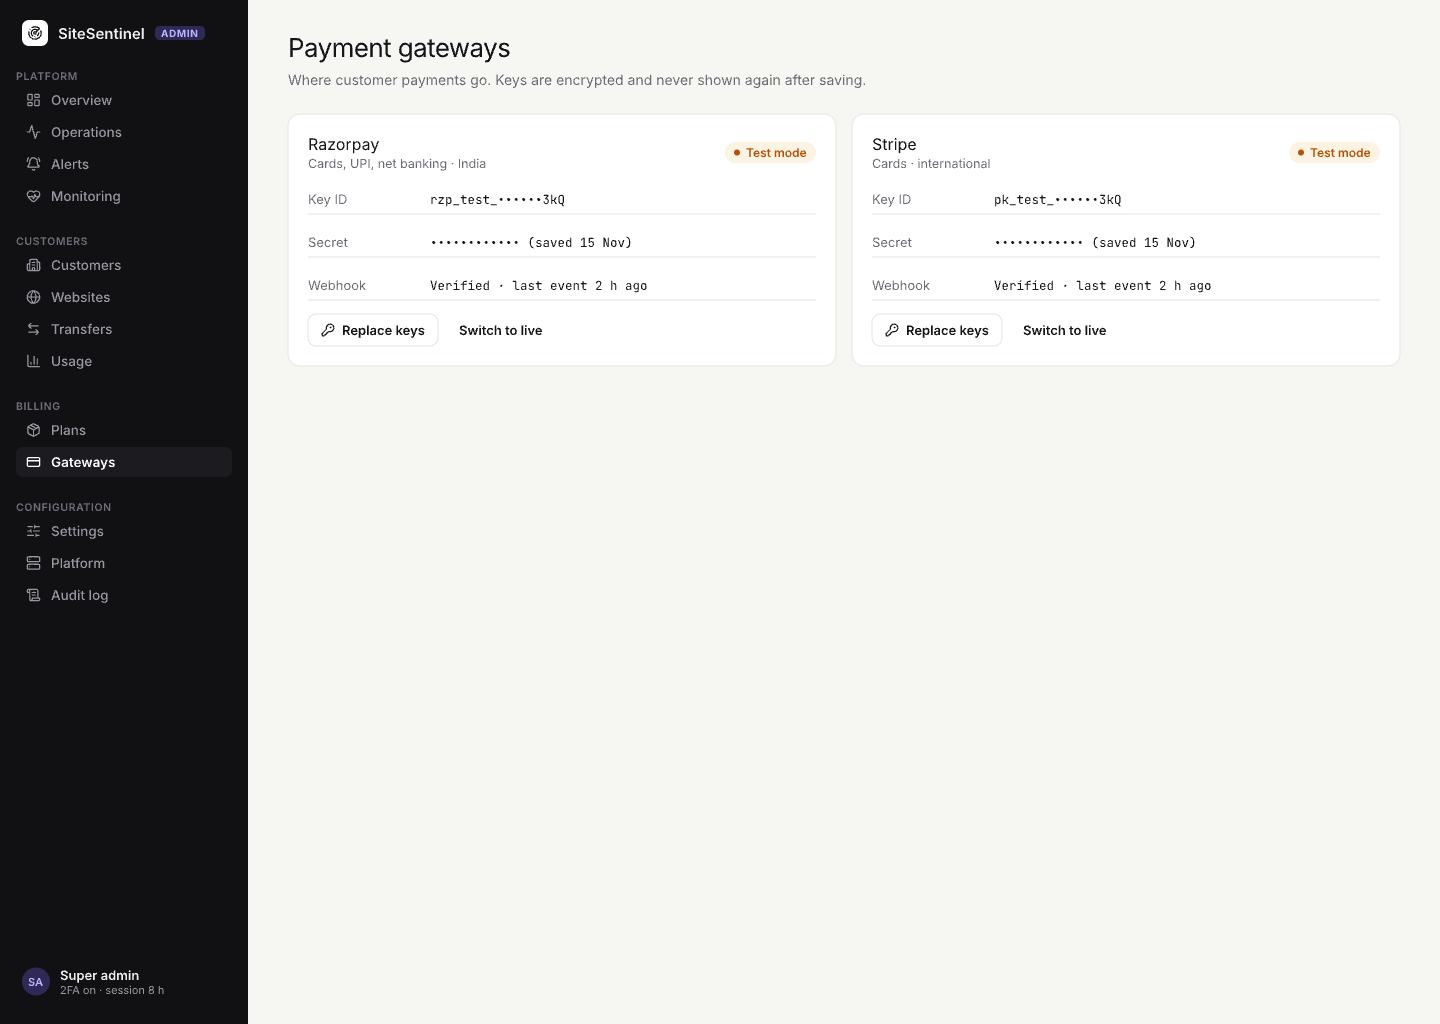 SiteSentinel ADMIN
PLATFORM
Overview
Operations
Alerts
Monitoring
CUSTOMERS
Customers
Websites
Transfers
Usage
BILLING
Plans
Gateways
CONFIGURATION
Settings
Platform
Audit log
SA
Super admin
2FA on · session 8 h
Payment gateways
Where customer payments go. Keys are encrypted and never shown again after saving.
Razorpay
Cards, UPI, net banking · India
Test mode
Key ID rzp_test_••••••3kQ
Secret •••••••••••• (saved 15 Nov)
Webhook Verified · last event 2 h ago
Replace keys Switch to live
Stripe
Cards · international
Test mode
Key ID pk_test_••••••3kQ
Secret •••••••••••• (saved 15 Nov)
Webhook Verified · last event 2 h ago
Replace keys Switch to live